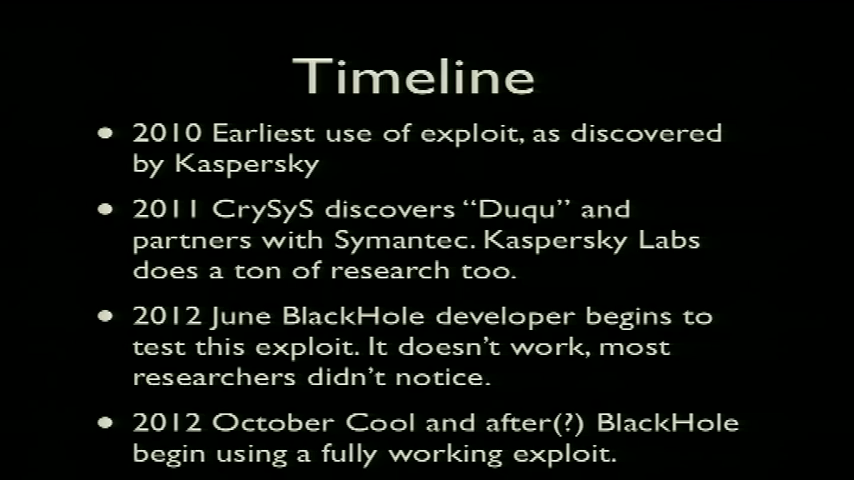 Timeline
• 2010 Earliest use of exploit, as discovered
by Kaspersky
• 2011 CrySyS discovers “Duqu” and
partners with Symantec. Kaspersky Labs
does a ton of research too.
• 2012 June BlackHole developer begins to
test this exploit. It doesn’t work, most
researchers didn’t notice.
• 2012 October Cool and after(?) BlackHole
begin using a fully working exploit.